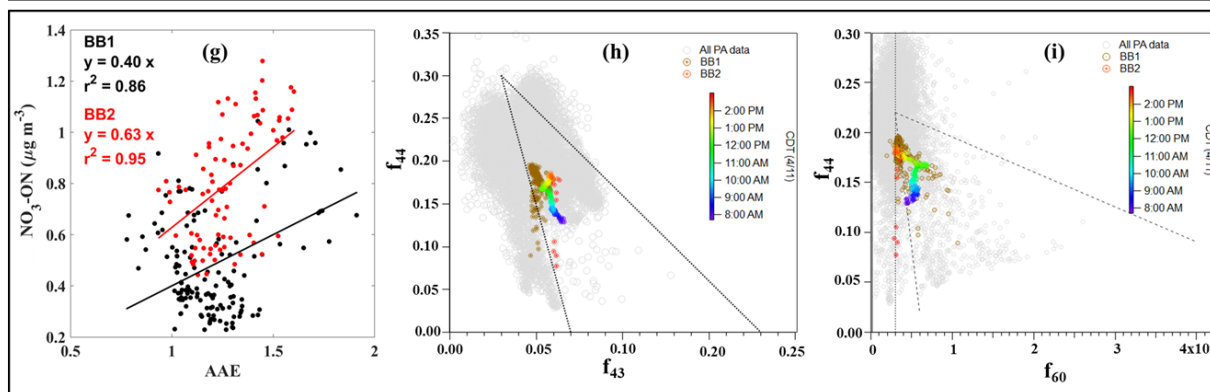 (g)
BB1
y = 0.40 x
r² = 0.86
BB2
y = 0.63 x
r² = 0.95
1.4
1.2
1
0.8
0.6
0.4
0.2
0.5
1
1.5
2
NO₃-ON (μg m⁻³)
AAE
(h)
All PA data
BB1
BB2
2:00 PM
1:00 PM
12:00 PM
11:00 AM
10:00 AM
9:00 AM
8:00 AM
CDT (4/11)
0.35
0.30
0.25
0.20
0.15
0.10
0.05
0.00
0.00
0.05
0.10
0.15
0.20
0.25
f₄₄
f₄₃
(i)
All PA data
BB1
BB2
2:00 PM
1:00 PM
12:00 PM
11:00 AM
10:00 AM
9:00 AM
8:00 AM
CDT (4/11)
0.30
0.25
0.20
0.15
0.10
0.05
0.00
0
1
2
3
4x10
f₄₄
f₆₀